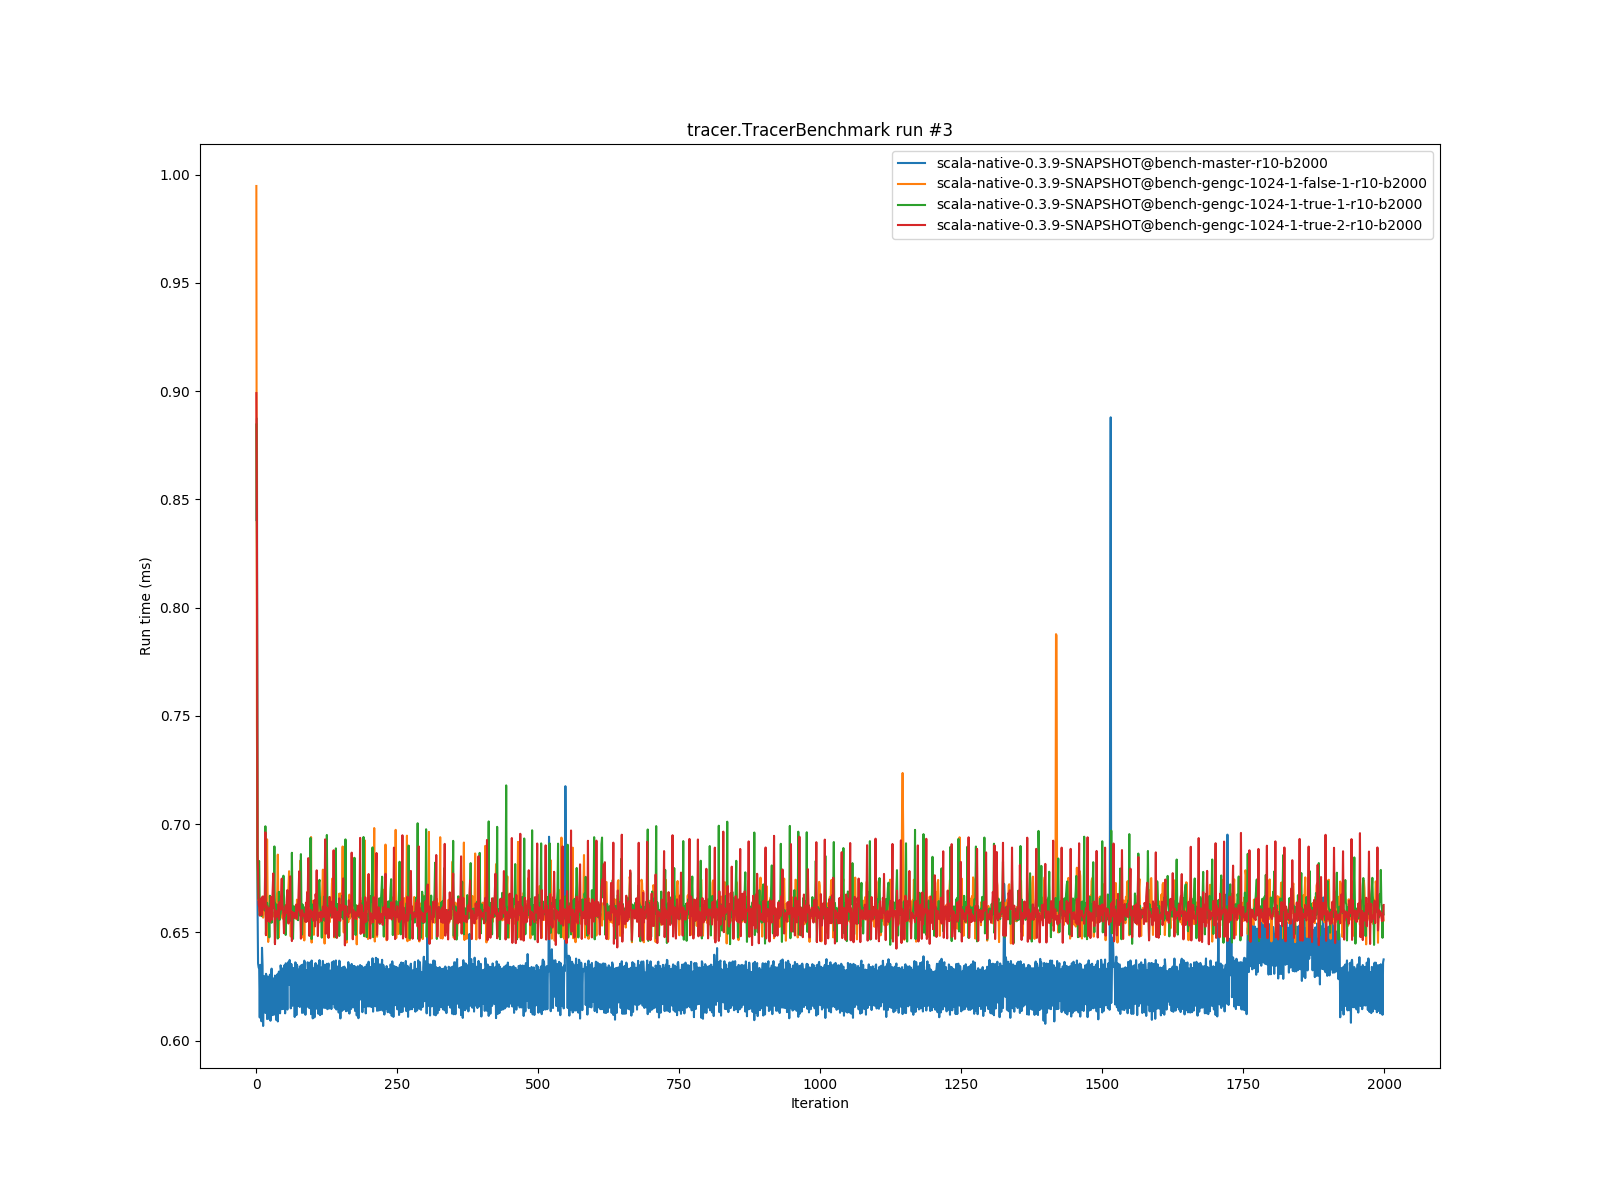 tracer.TracerBenchmark run #3
scala-native-0.3.9-SNAPSHOT@bench-master-r10-b2000
scala-native-0.3.9-SNAPSHOT@bench-gengc-1024-1-false-1-r10-b2000
scala-native-0.3.9-SNAPSHOT@bench-gengc-1024-1-true-1-r10-b2000
scala-native-0.3.9-SNAPSHOT@bench-gengc-1024-1-true-2-r10-b2000
1.00
0.95
0.90
0.85
0.80
0.75
0.70
0.65
0.60
Run time (ms)
0 250 500 750 1000 1250 1500 1750 2000
Iteration